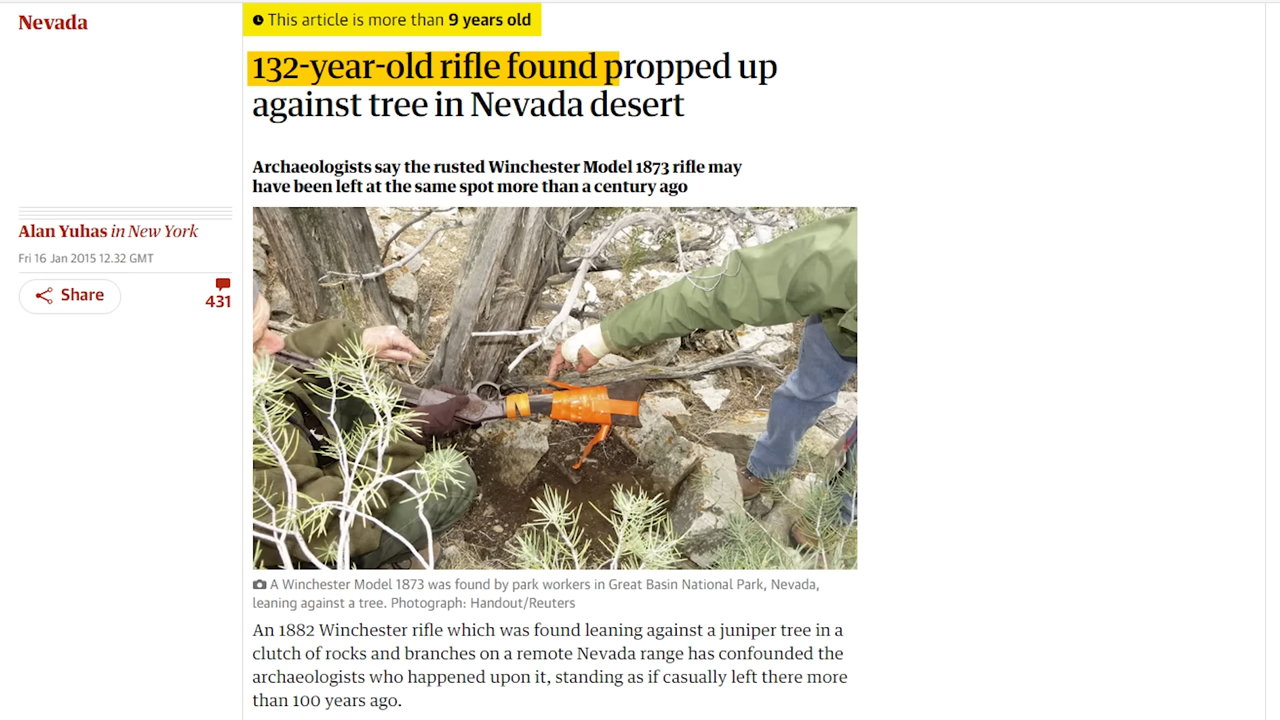 Nevada
This article is more than 9 years old
132-year-old rifle found propped up
against tree in Nevada desert
Archaeologists say the rusted Winchester Model 1873 rifle may
have been left at the same spot more than a century ago
Alan Yuhas in New York
Fri 16 Jan 2015 12.32 GMT
Share
431
A Winchester Model 1873 was found by park workers in Great Basin National Park, Nevada,
leaning against a tree. Photograph: Handout/Reuters
An 1882 Winchester rifle which was found leaning against a juniper tree in a
clutch of rocks and branches on a remote Nevada range has confounded the
archaeologists who happened upon it, standing as if casually left there more
than 100 years ago.